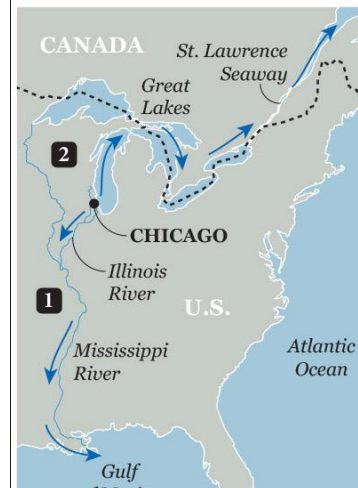 CANADA
St. Lawrence
Seaway
Great
Lakes
2
CHICAGO
Illinois
River
1
U.S.
Mississippi
River
Atlantic
Ocean
Gulf